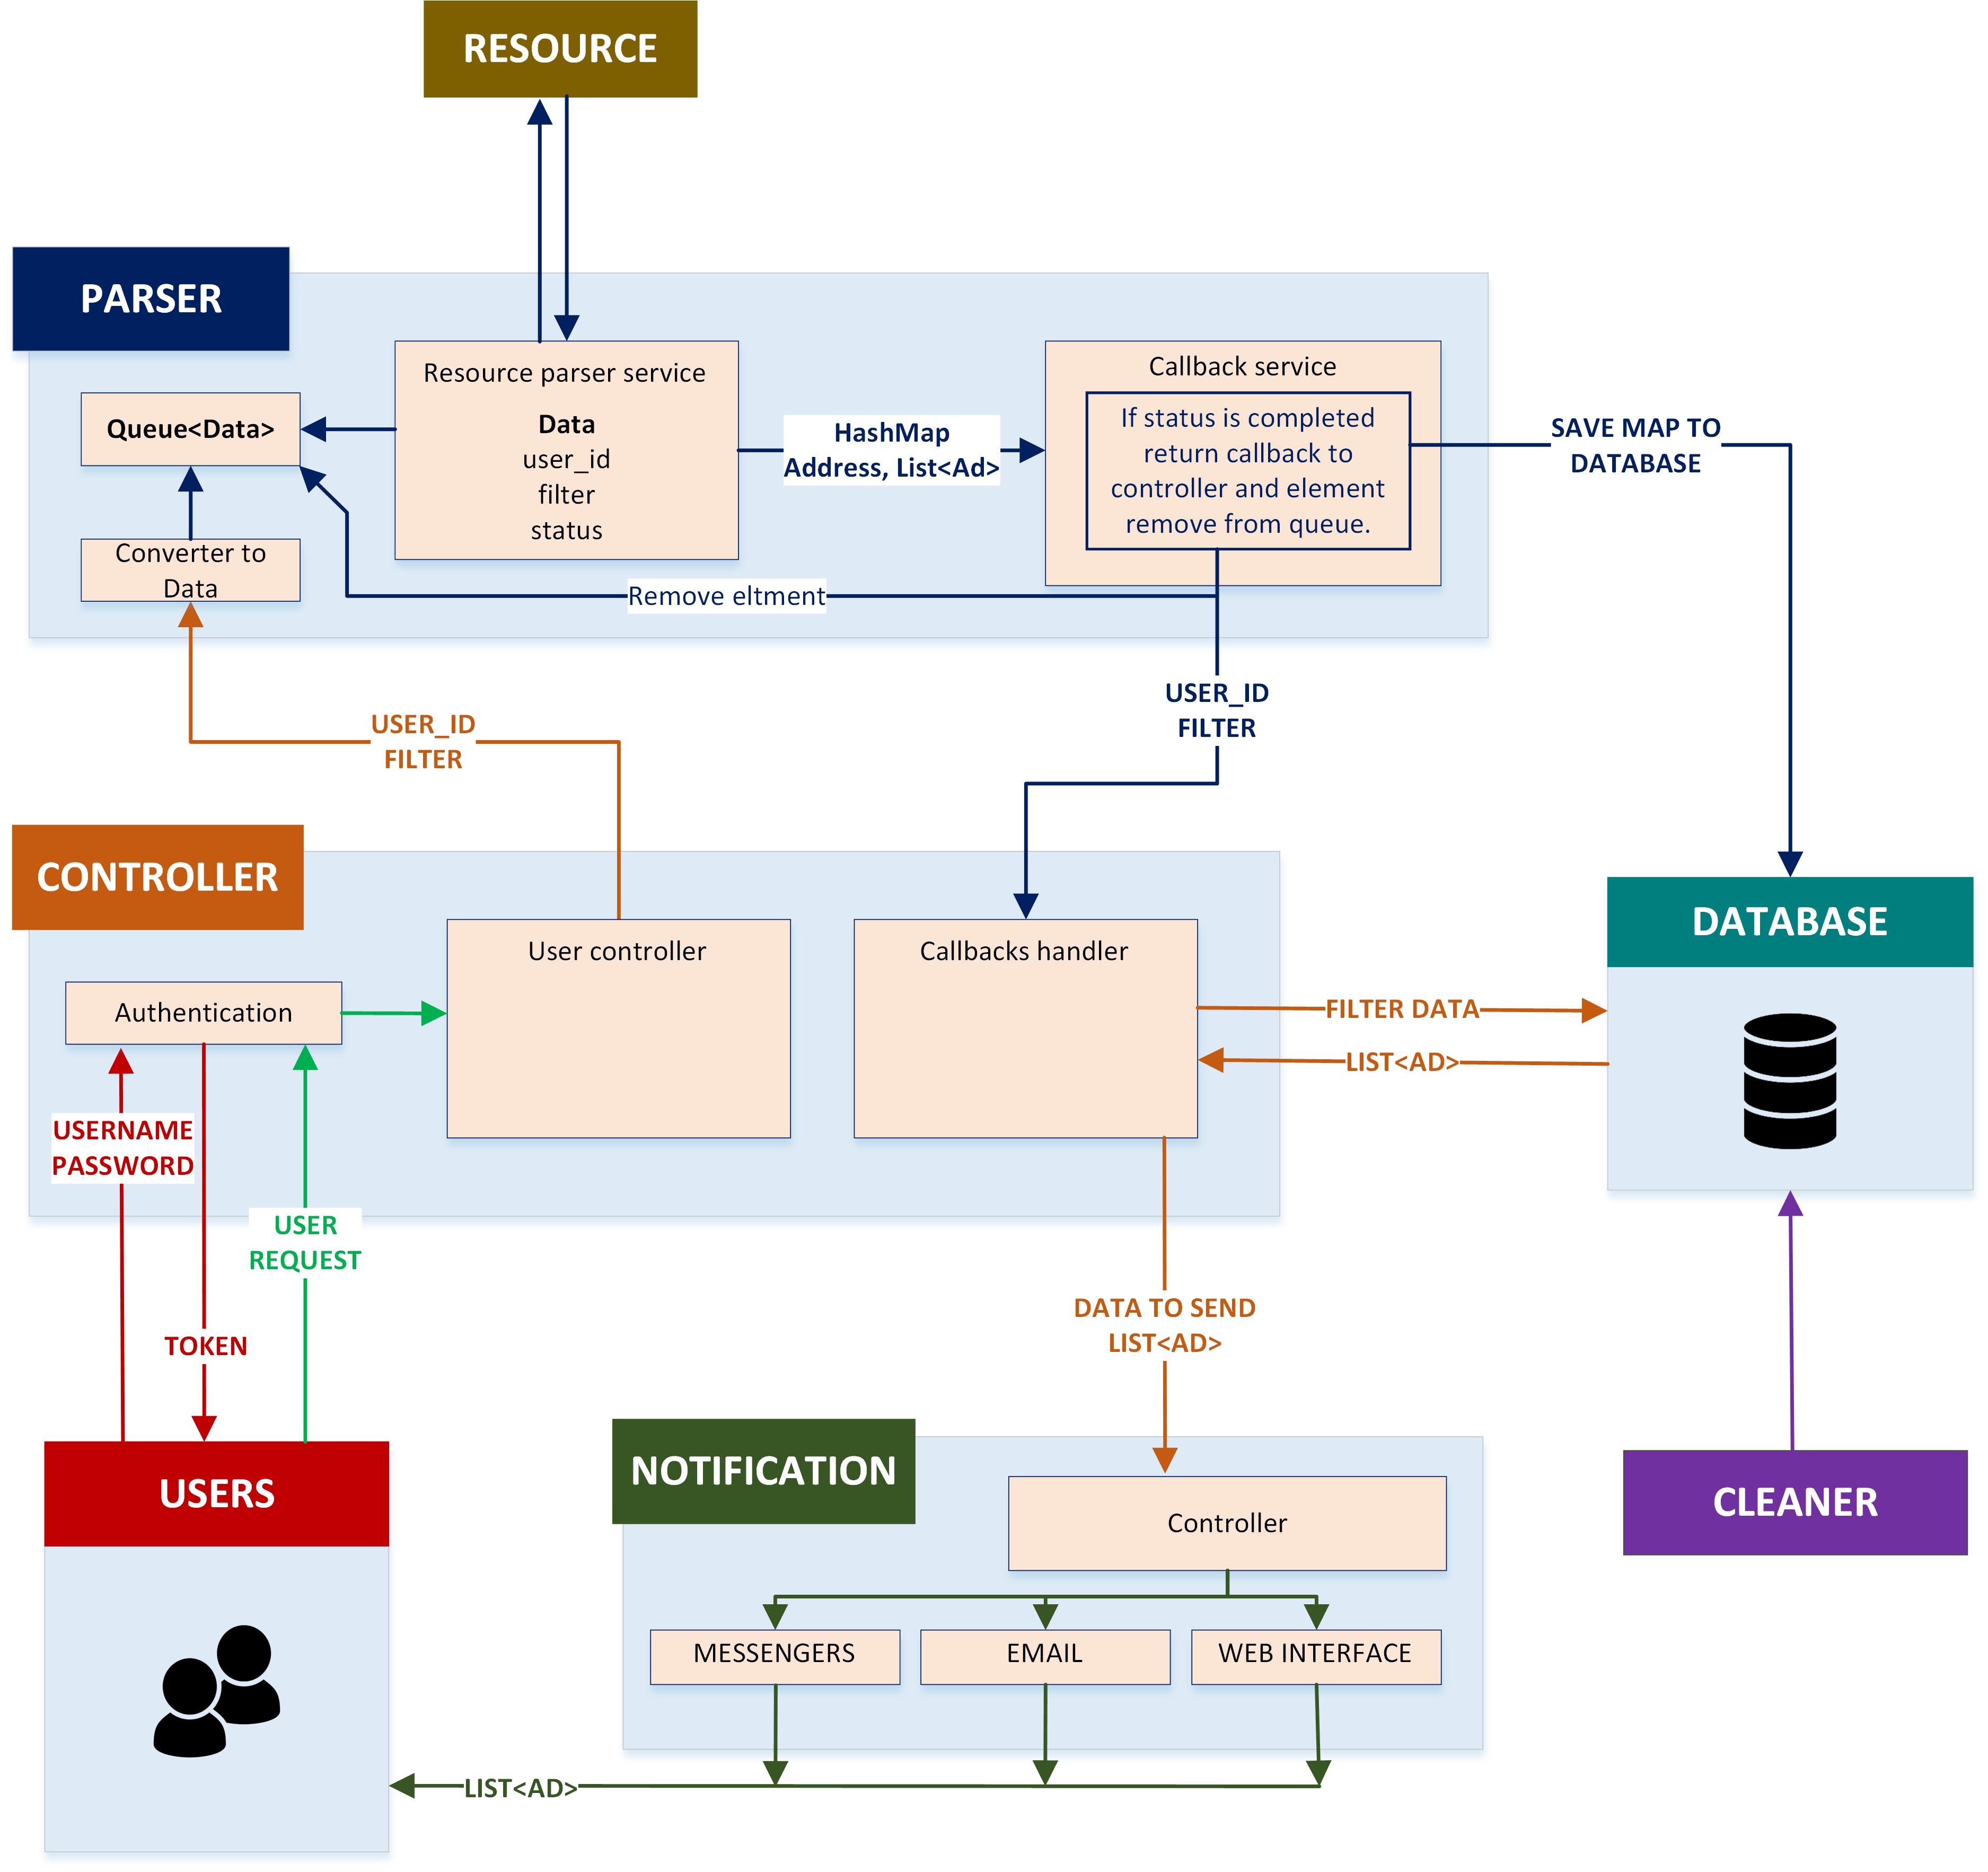 RESOURCE
PARSER
Resource parser service
Data
user_id
filter
status
Queue<Data>
Converter to
Data
HashMap
Address, List<Ad>
Callback service
If status is completed
return callback to
controller and element
remove from queue.
SAVE MAP TO
DATABASE
Remove eltment
USER_ID
FILTER
USER_ID
FILTER
CONTROLLER
User controller
Callbacks handler
Authentication
DATABASE
FILTER DATA
LIST<AD>
USERNAME
PASSWORD
USER
REQUEST
TOKEN
DATA TO SEND
LIST<AD>
USERS
NOTIFICATION
Controller
CLEANER
MESSENGERS
EMAIL
WEB INTERFACE
LIST<AD>